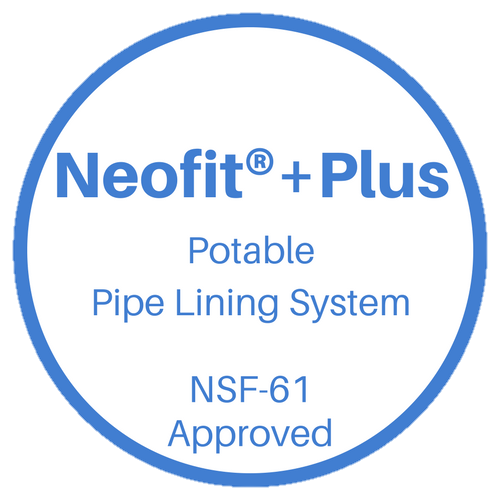 Neofit®+Plus
Potable
Pipe Lining System
NSF-61
Approved